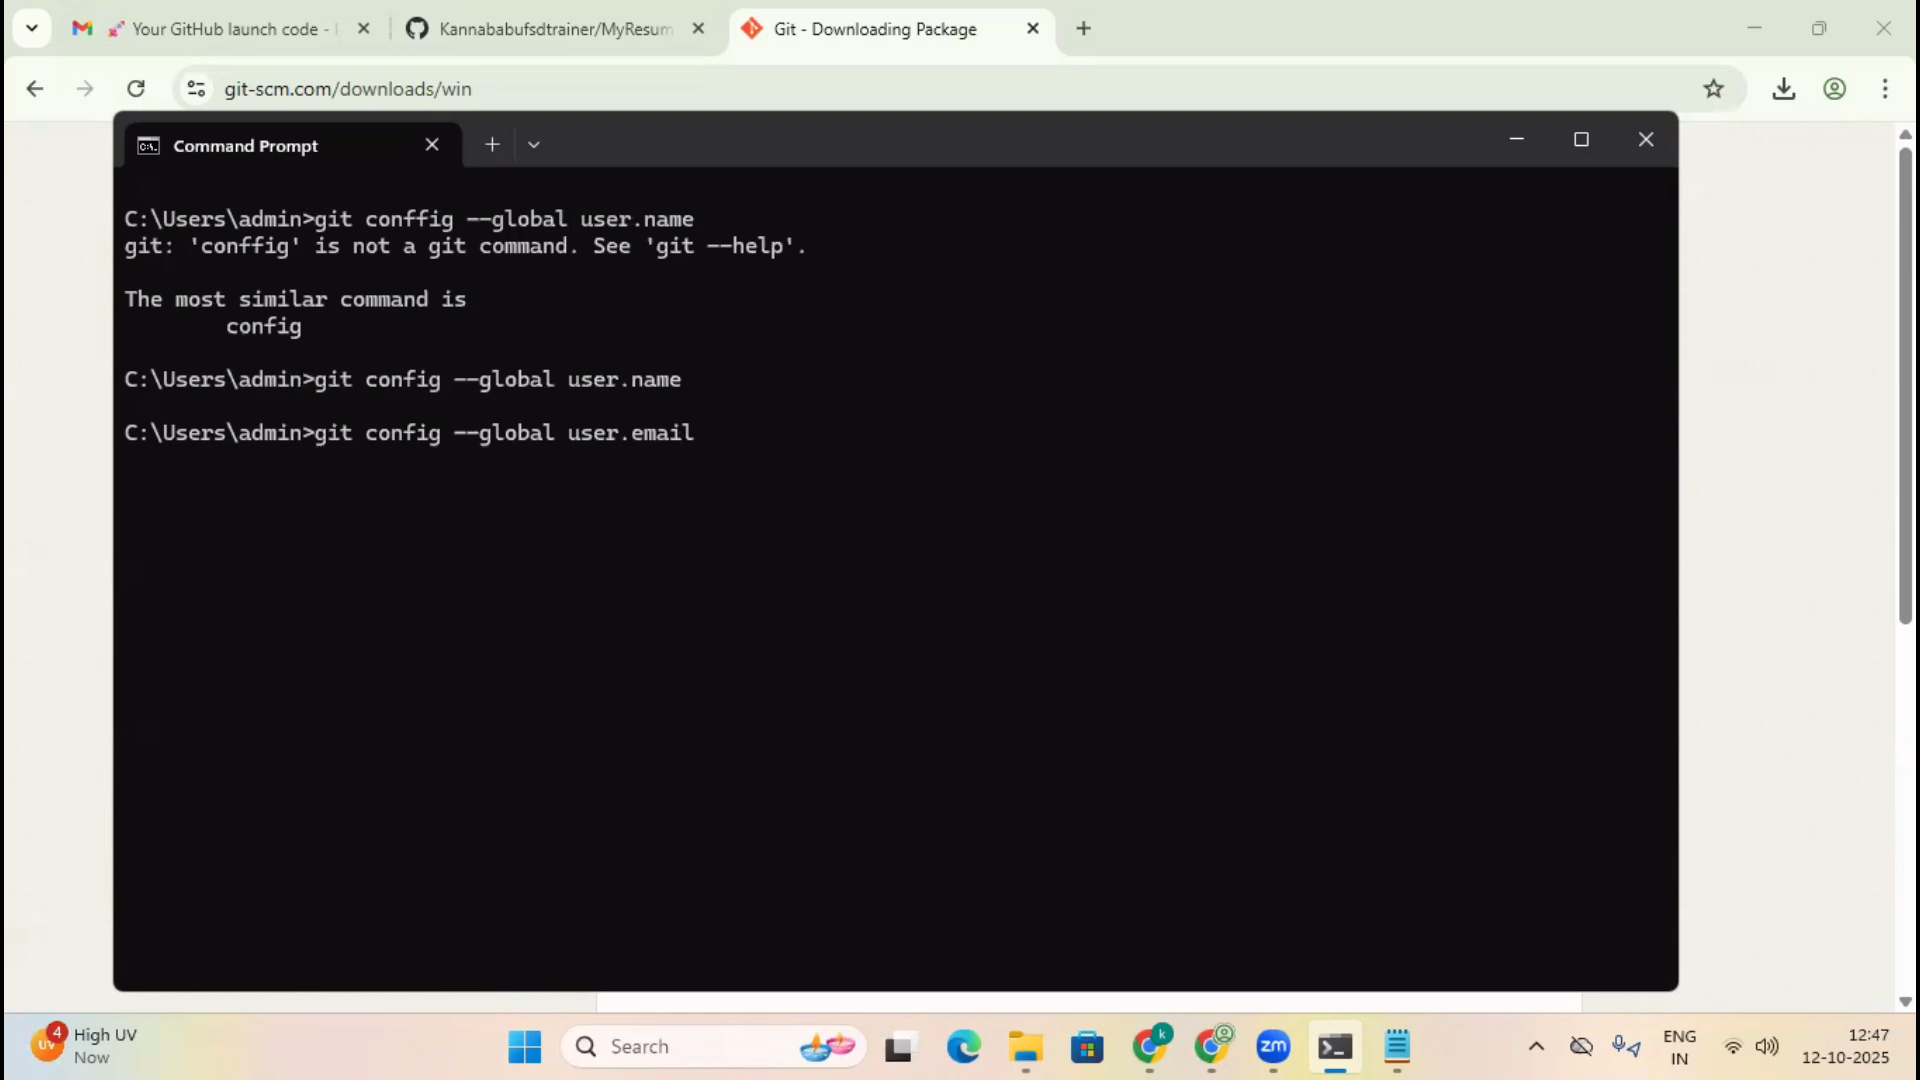 Your GitHub launch code -
Kannababufsdtrainer/MyResum
Git - Downloading Package
git-scm.com/downloads/win
Command Prompt
C:\Users\admin>git conffig --global user.name
git: 'conffig' is not a git command. See 'git --help'.
The most similar command is
config
C:\Users\admin>git config --global user.name
C:\Users\admin>git config --global user.email
4
UV
High UV
Now
Search
k
zm
ENG
IN
12:47
12-10-2025